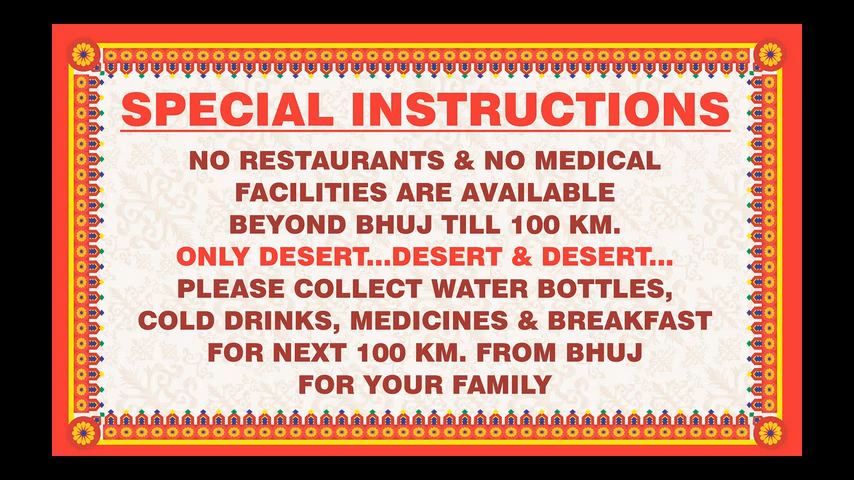 SPECIAL INSTRUCTIONS
NO RESTAURANTS & NO MEDICAL
FACILITIES ARE AVAILABLE
BEYOND BHUJ TILL 100 KM.
ONLY DESERT...DESERT & DESERT...
PLEASE COLLECT WATER BOTTLES,
COLD DRINKS, MEDICINES & BREAKFAST
FOR NEXT 100 KM. FROM BHUJ
FOR YOUR FAMILY